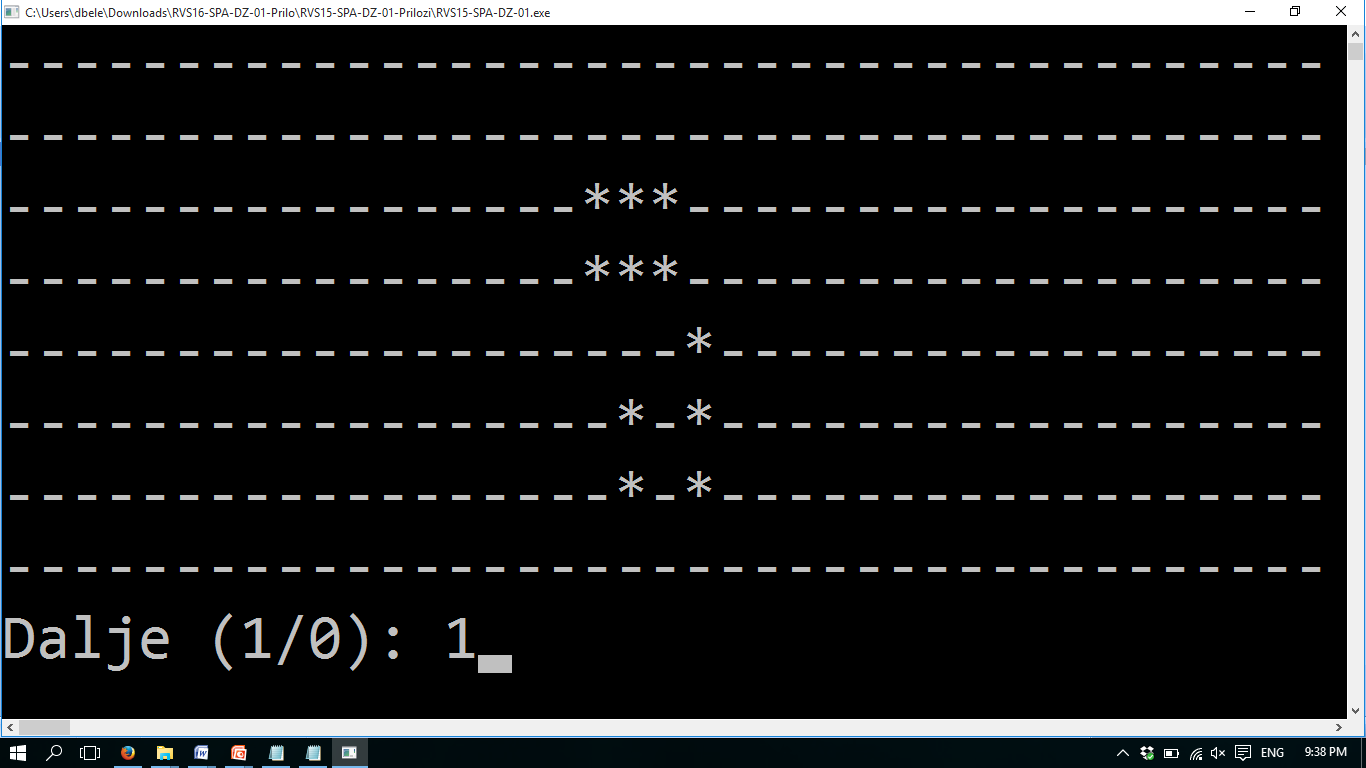 C:\Users\dbele\Downloads\RVS16-SPA-DZ-01-Prilo\RVS15-SPA-DZ-01-Prilozi\RVS15-SPA-DZ-01.exe
---------------------------------------
---------------------------------------
-----------------***-------------------
-----------------***-------------------
--------------------*------------------
------------------*-*------------------
------------------*-*------------------
---------------------------------------
Dalje (1/0): 1
ENG
9:38 PM